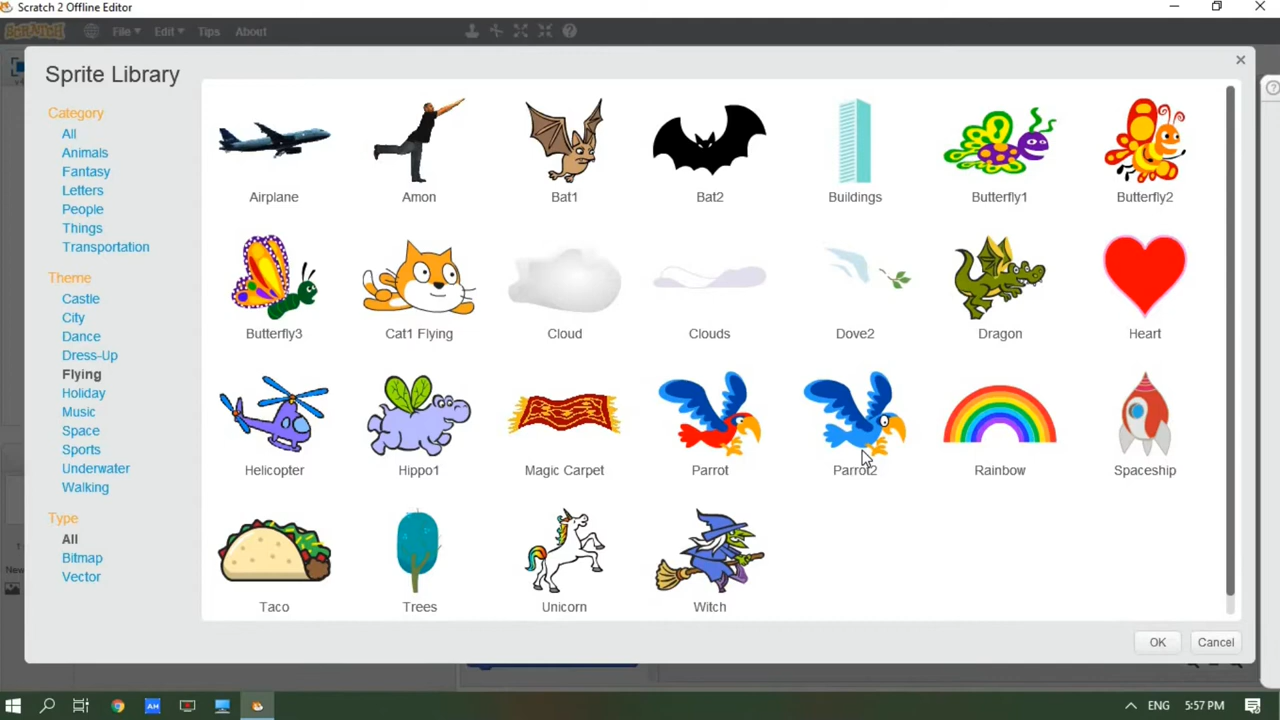 Scratch 2 Offline Editor
SCRATCH File Edit Tips About
Sprite Library
Category
All
Animals
Fantasy
Letters
People
Things
Transportation
Theme
Castle
City
Dance
Dress-Up
Flying
Holiday
Music
Space
Sports
Underwater
Walking
Type
All
Bitmap
Vector
Airplane Amon Bat1 Bat2 Buildings Butterfly1 Butterfly2
Butterfly3 Cat1 Flying Cloud Clouds Dove2 Dragon Heart
Helicopter Hippo1 Magic Carpet Parrot Parrot2 Rainbow Spaceship
Taco Trees Unicorn Witch
OK Cancel
New
AM
ENG 5:57 PM